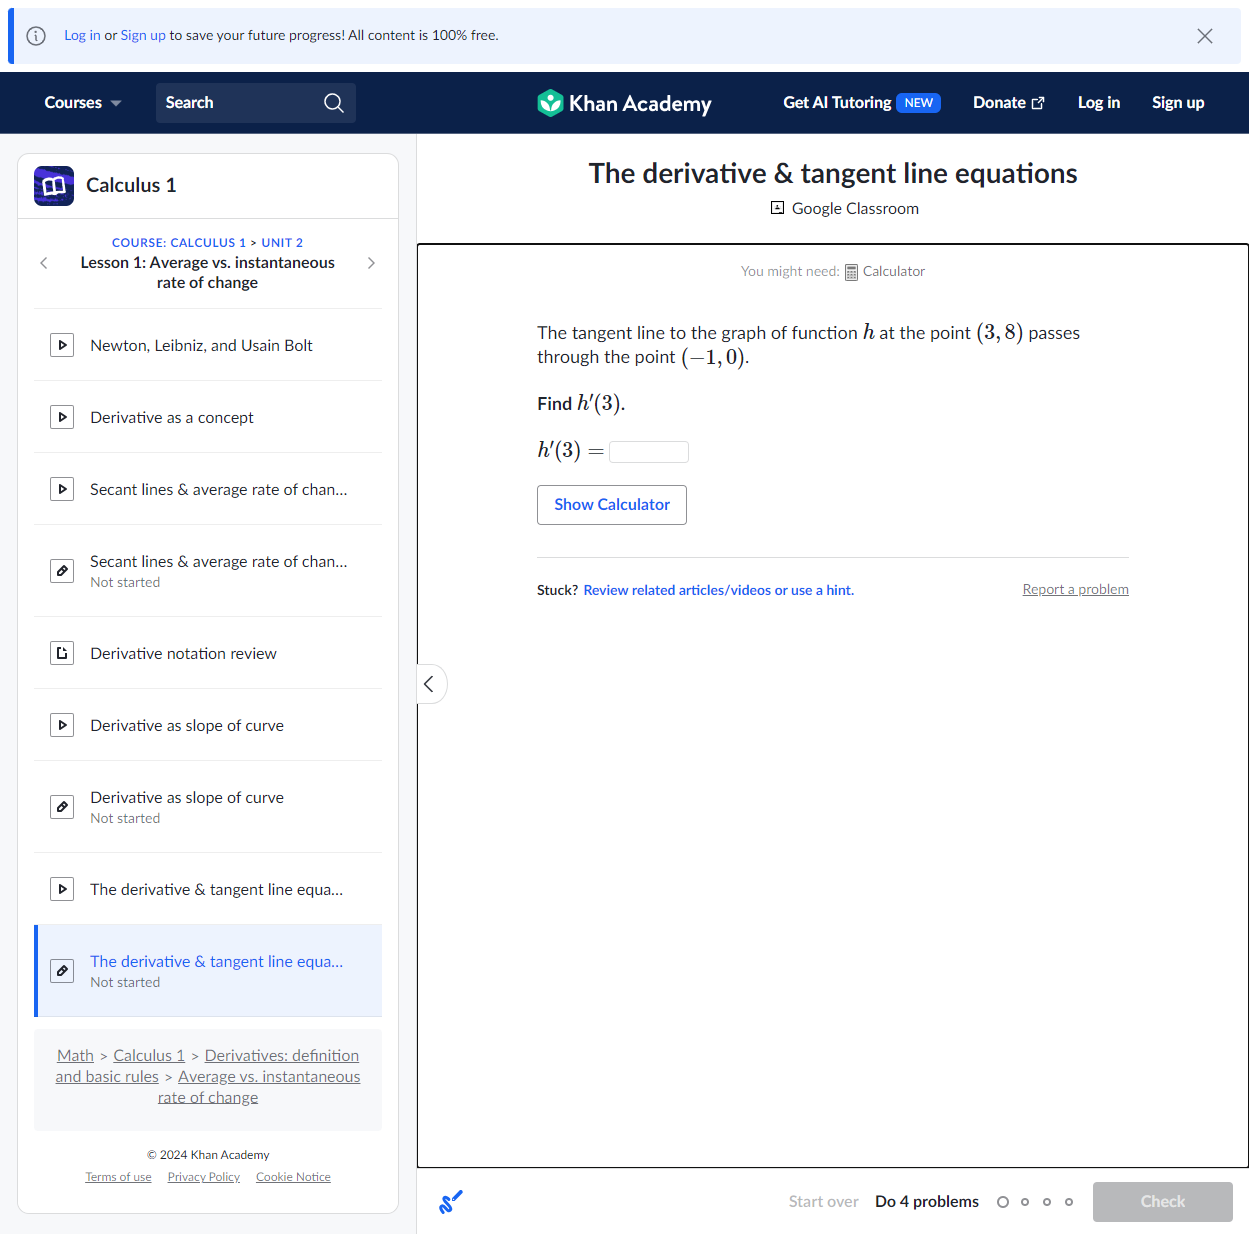 Log in or Sign up to save your future progress! All content is 100% free.
Courses
Search
Khan Academy
Get AI Tutoring NEW
Donate
Log in
Sign up
Calculus 1
COURSE: CALCULUS 1 > UNIT 2
Lesson 1: Average vs. instantaneous
rate of change
Newton, Leibniz, and Usain Bolt
Derivative as a concept
Secant lines & average rate of chan...
Secant lines & average rate of chan...
Not started
Derivative notation review
Derivative as slope of curve
Derivative as slope of curve
Not started
The derivative & tangent line equa...
The derivative & tangent line equa...
Not started
Math > Calculus 1 > Derivatives: definition
and basic rules > Average vs. instantaneous
rate of change
© 2024 Khan Academy
Terms of use Privacy Policy Cookie Notice
The derivative & tangent line equations
Google Classroom
You might need: Calculator
The tangent line to the graph of function h at the point (3, 8) passes
through the point (−1, 0).
Find h′(3).
h′(3) =
Show Calculator
Stuck? Review related articles/videos or use a hint.
Report a problem
Start over
Do 4 problems
Check